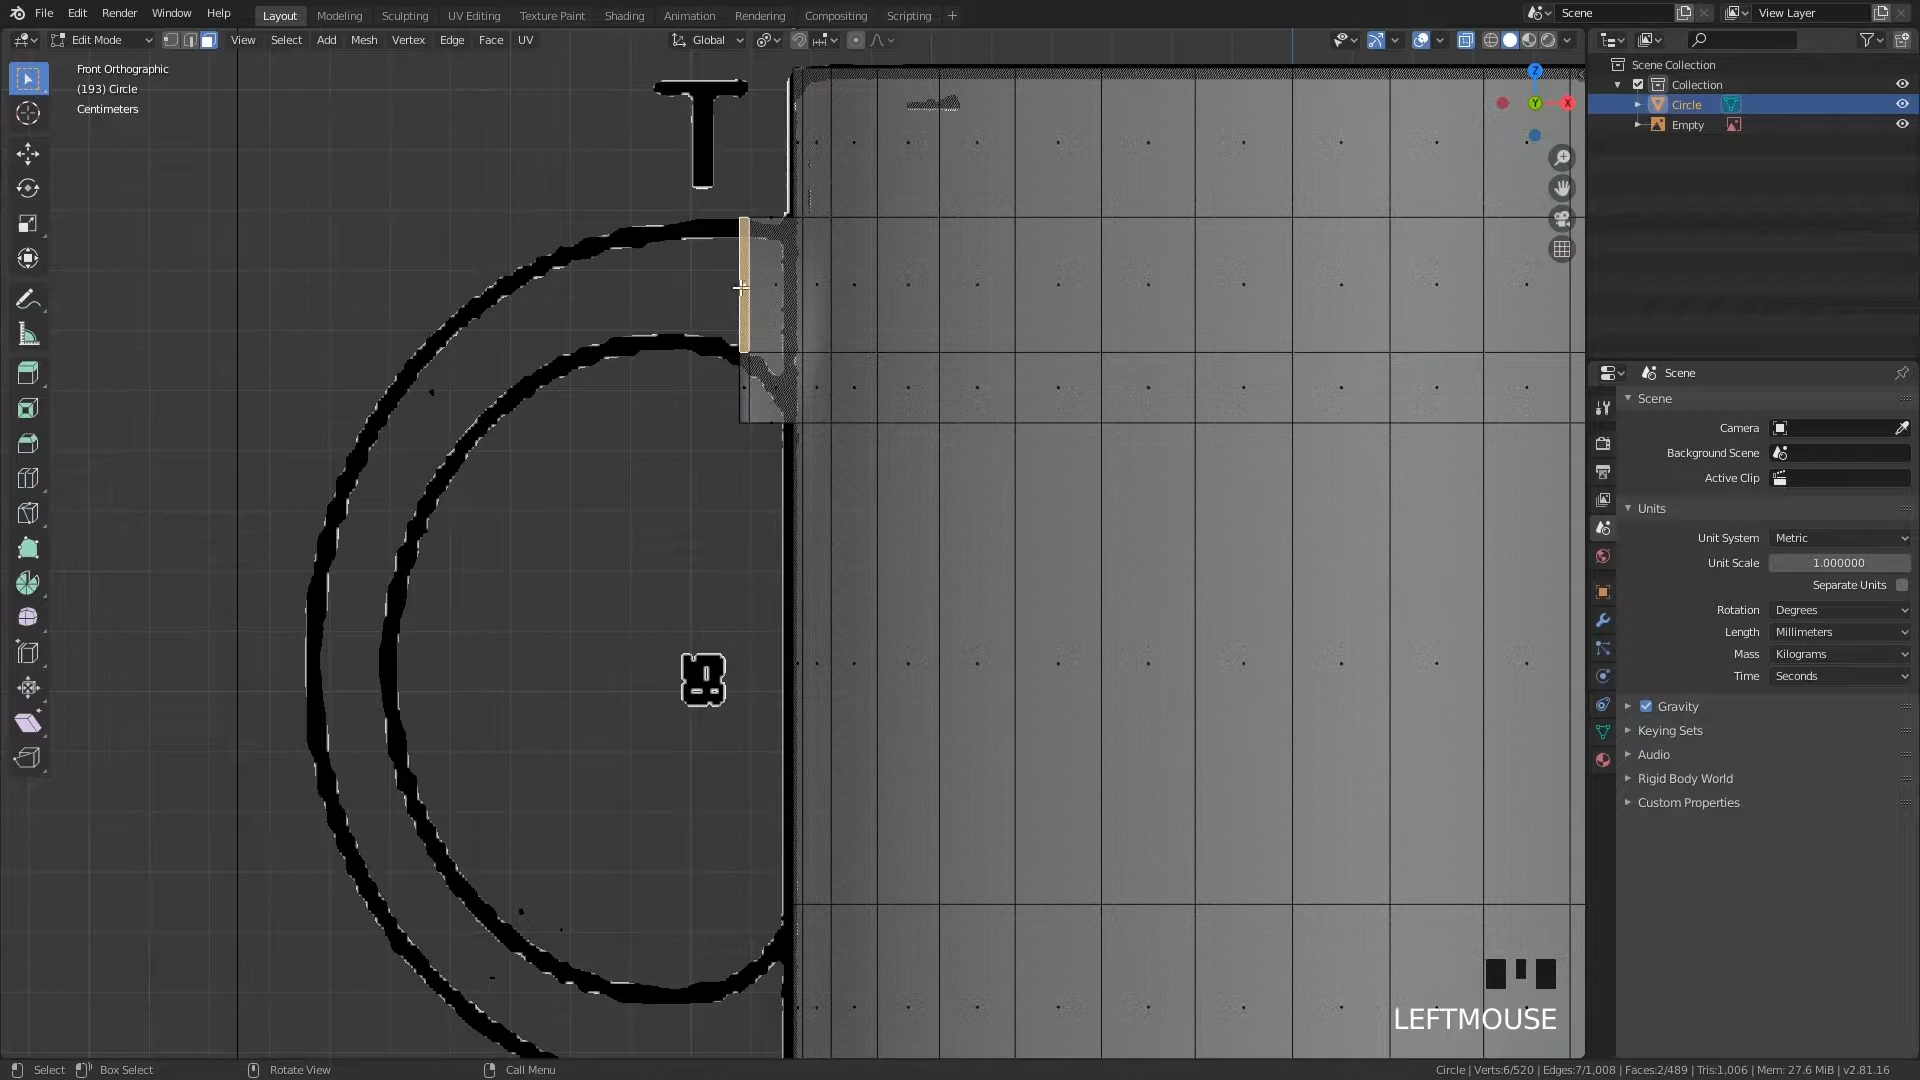 File Edit Render Window Help
Layout Modeling Sculpting UV Editing Texture Paint Shading Animation Rendering Compositing Scripting +
Scene
View Layer
Edit Mode
View Select Add Mesh Vertex Edge Face UV
Global
Front Orthographic
(193) Circle
Centimeters
T
Z
Y
X
Scene Collection
Collection
Circle
Empty
Scene
Scene
Camera
Background Scene
Active Clip
Units
Unit System Metric
Unit Scale 1.000000
Separate Units
Rotation Degrees
Length Millimeters
Mass Kilograms
Time Seconds
Gravity
Keying Sets
Audio
Rigid Body World
Custom Properties
LEFTMOUSE
Select Box Select Rotate View Call Menu
Circle | Verts:6/520 | Edges:7/1,008 | Faces:2/489 | Tris:1,006 | Mem: 27.6 MiB | v2.81.16